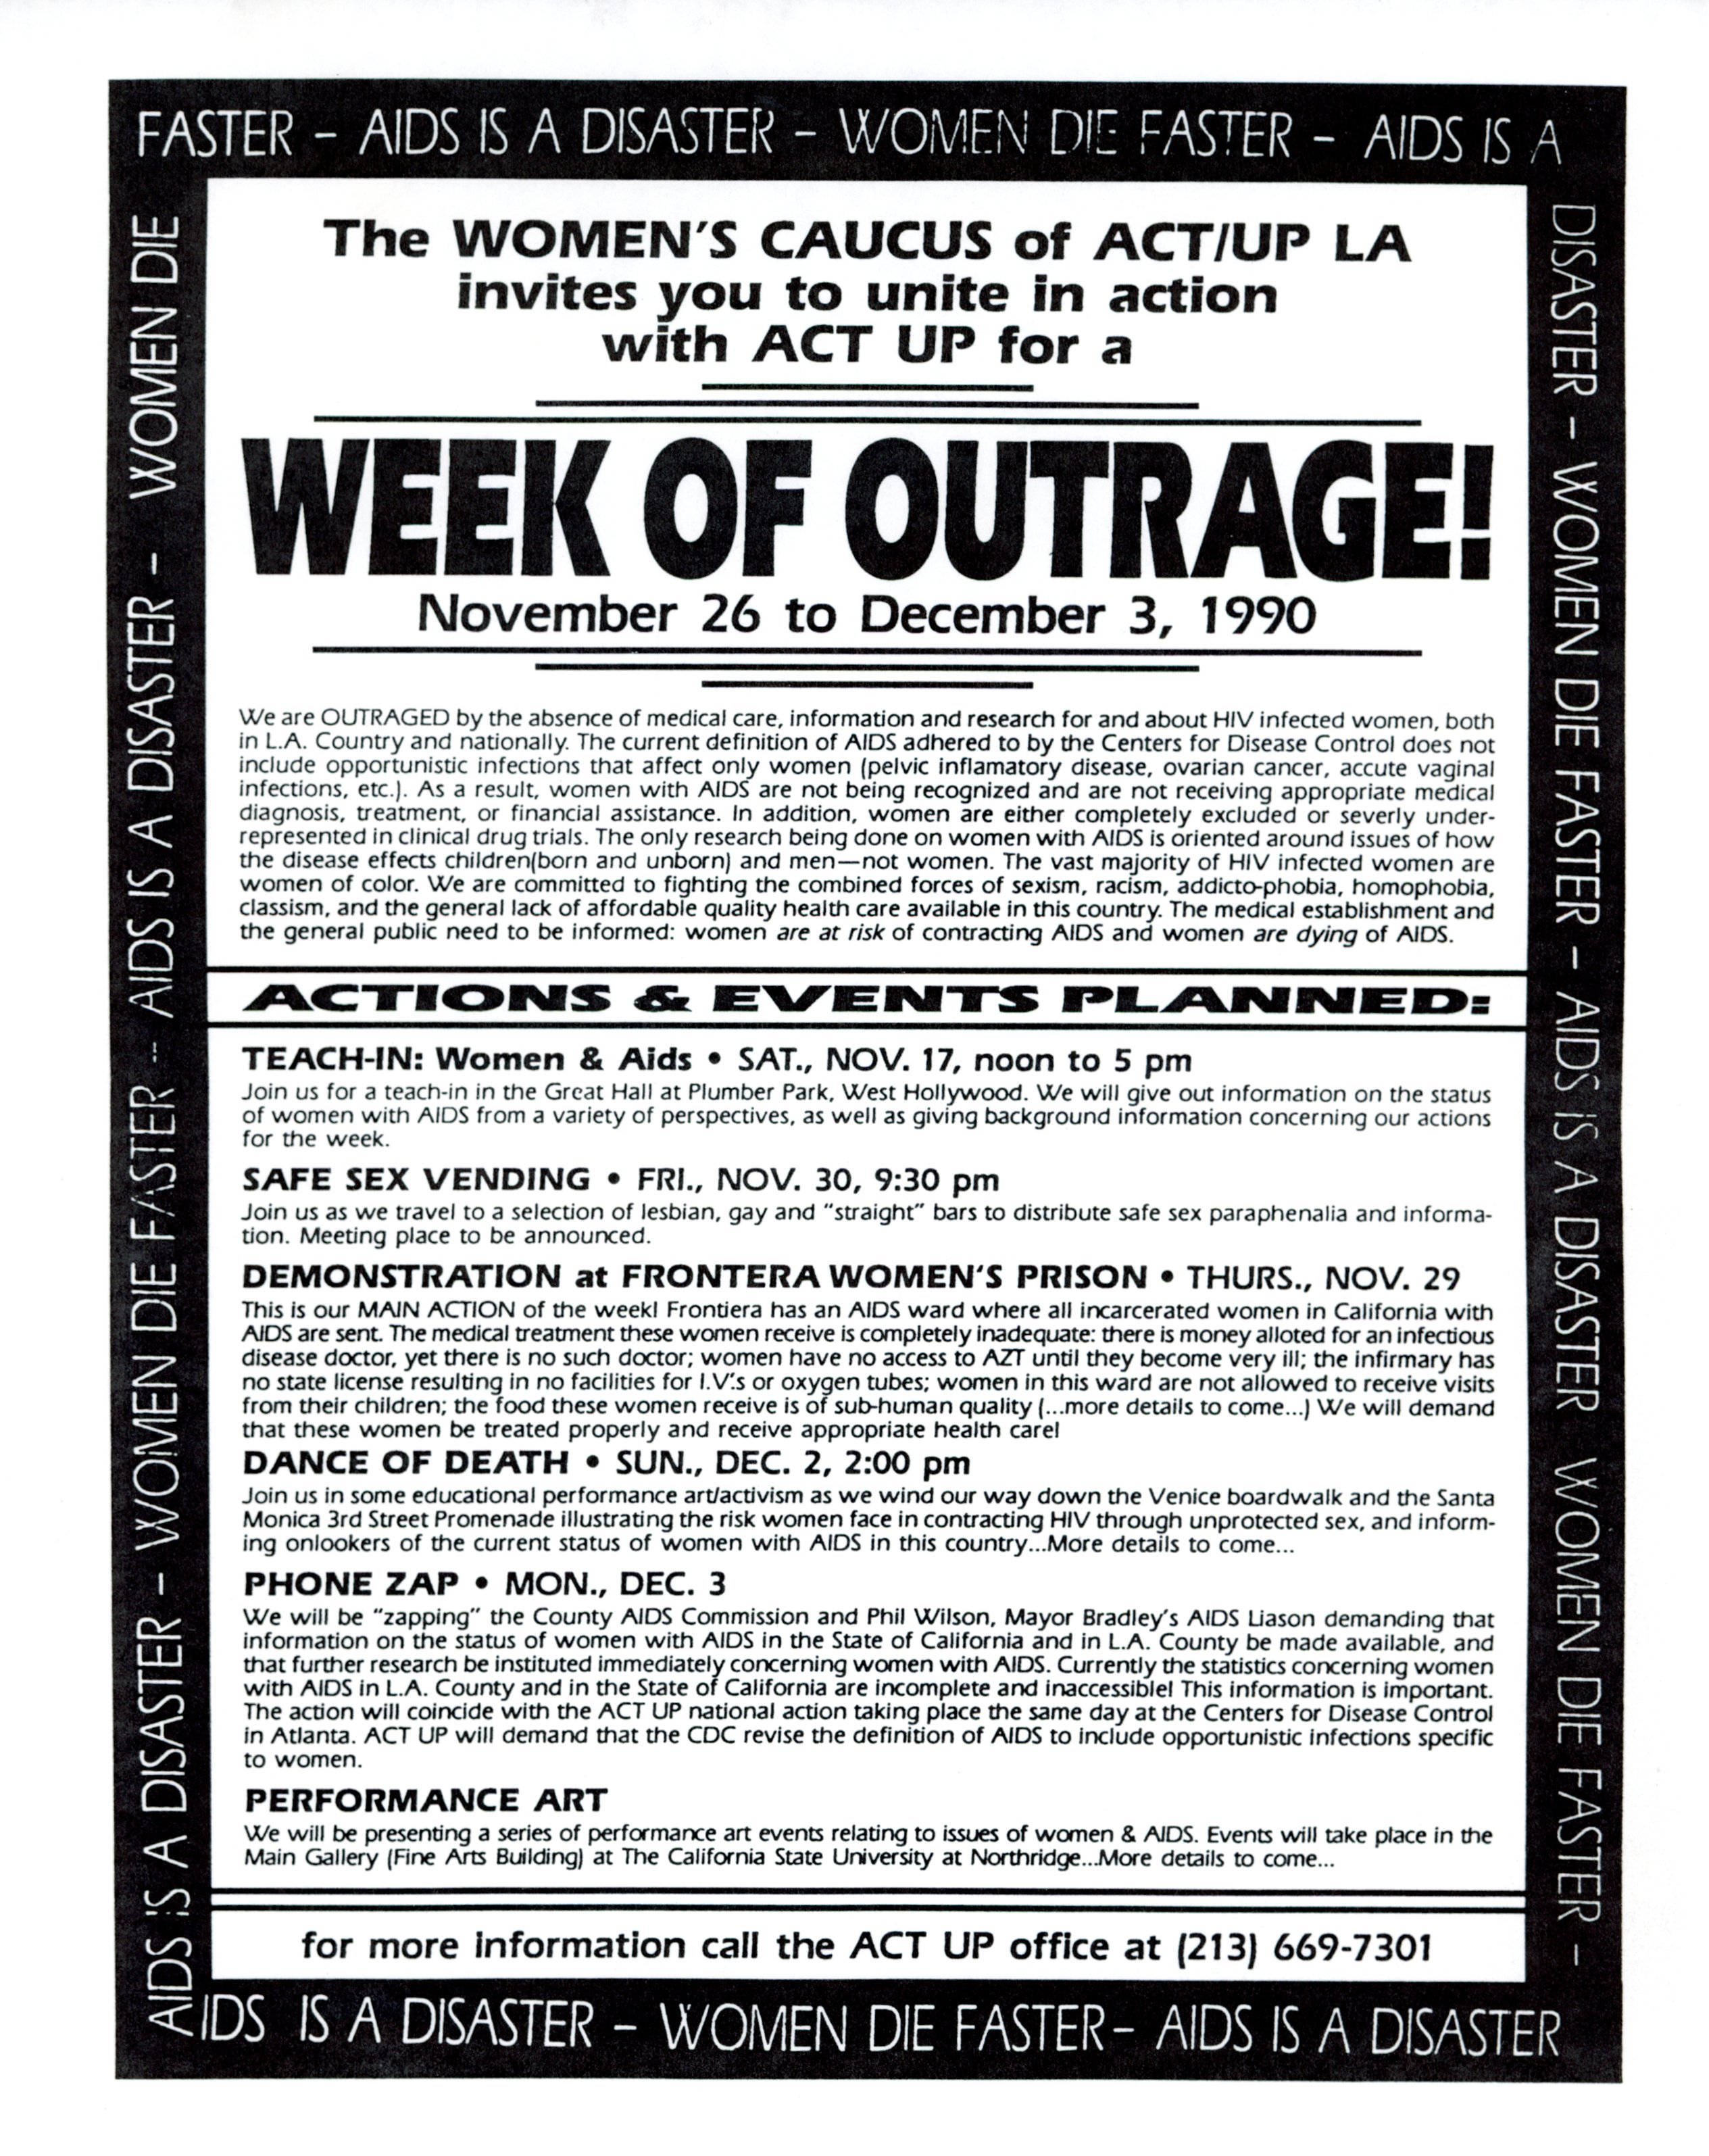 FASTER – AIDS IS A DISASTER – WOMEN DIE FASTER – AIDS IS A
DISASTER – WOMEN DIE FASTER – AIDS IS A DISASTER WOMEN DIE FASTER –
The WOMEN'S CAUCUS of ACT/UP LA
invites you to unite in action
with ACT UP for a
WEEK OF OUTRAGE!
November 26 to December 3, 1990
We are OUTRAGED by the absence of medical care, information and research for and about HIV infected women, both
in L.A. Country and nationally. The current definition of AIDS adhered to by the Centers for Disease Control does not
include opportunistic infections that affect only women (pelvic inflamatory disease, ovarian cancer, accute vaginal
infections, etc.). As a result, women with AIDS are not being recognized and are not receiving appropriate medical
diagnosis, treatment, or financial assistance. In addition, women are either completely excluded or severly under-
represented in clinical drug trials. The only research being done on women with AIDS is oriented around issues of how
the disease effects children(born and unborn) and men—not women. The vast majority of HIV infected women are
women of color. We are committed to fighting the combined forces of sexism, racism, addicto-phobia, homophobia,
classism, and the general lack of affordable quality health care available in this country. The medical establishment and
the general public need to be informed: women are at risk of contracting AIDS and women are dying of AIDS.
ACTIONS & EVENTS PLANNED:
TEACH-IN: Women & Aids • SAT., NOV. 17, noon to 5 pm
Join us for a teach-in in the Great Hall at Plumber Park, West Hollywood. We will give out information on the status
of women with AIDS from a variety of perspectives, as well as giving background information concerning our actions
for the week.
SAFE SEX VENDING • FRI., NOV. 30, 9:30 pm
Join us as we travel to a selection of lesbian, gay and "straight" bars to distribute safe sex paraphenalia and informa-
tion. Meeting place to be announced.
DEMONSTRATION at FRONTERA WOMEN'S PRISON • THURS., NOV. 29
This is our MAIN ACTION of the week! Frontiera has an AIDS ward where all incarcerated women in California with
AIDS are sent. The medical treatment these women receive is completely inadequate: there is money alloted for an infectious
disease doctor, yet there is no such doctor; women have no access to AZT until they become very ill; the infirmary has
no state license resulting in no facilities for I.V.'s or oxygen tubes; women in this ward are not allowed to receive visits
from their children; the food these women receive is of sub-human quality (...more details to come...) We will demand
that these women be treated properly and receive appropriate health care!
DANCE OF DEATH • SUN., DEC. 2, 2:00 pm
Join us in some educational performance art/activism as we wind our way down the Venice boardwalk and the Santa
Monica 3rd Street Promenade illustrating the risk women face in contracting HIV through unprotected sex, and inform-
ing onlookers of the current status of women with AIDS in this country...More details to come...
PHONE ZAP • MON., DEC. 3
We will be "zapping" the County AIDS Commission and Phil Wilson, Mayor Bradley's AIDS Liason demanding that
information on the status of women with AIDS in the State of California and in L.A. County be made available, and
that further research be instituted immediately concerning women with AIDS. Currently the statistics concerning women
with AIDS in L.A. County and in the State of California are incomplete and inaccessible! This information is important.
The action will coincide with the ACT UP national action taking place the same day at the Centers for Disease Control
in Atlanta. ACT UP will demand that the CDC revise the definition of AIDS to include opportunistic infections specific
to women.
PERFORMANCE ART
We will be presenting a series of performance art events relating to issues of women & AIDS. Events will take place in the
Main Gallery (Fine Arts Building) at The California State University at Northridge...More details to come...
for more information call the ACT UP office at (213) 669-7301
AIDS IS A DISASTER – WOMEN DIE FASTER -- AIDS IS A DISASTER - WOMEN DIE
IDS IS A DISASTER – WOMEN DIE FASTER – AIDS IS A DISASTER